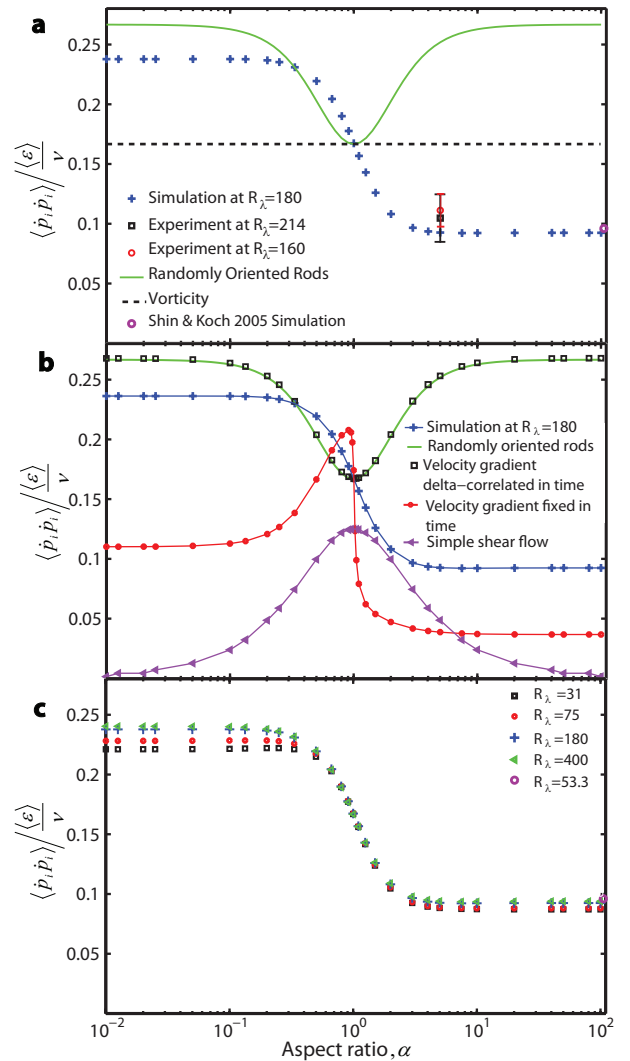 a
0.25
0.2
0.15
0.1
0.05
⟨ṗᵢṗᵢ⟩/⟨ε⟩/ν
Simulation at R_λ=180
Experiment at R_λ=214
Experiment at R_λ=160
Randomly Oriented Rods
Vorticity
Shin & Koch 2005 Simulation
b
0.25
0.2
0.15
0.1
0.05
⟨ṗᵢṗᵢ⟩/⟨ε⟩/ν
Simulation at R_λ=180
Randomly oriented rods
Velocity gradient
delta−correlated in time
Velocity gradient fixed in
time
Simple shear flow
c
0.25
0.2
0.15
0.1
0.05
⟨ṗᵢṗᵢ⟩/⟨ε⟩/ν
R_λ=31
R_λ=75
R_λ=180
R_λ=400
R_λ=53.3
10⁻² 10⁻¹ 10⁰ 10¹ 10²
Aspect ratio, α